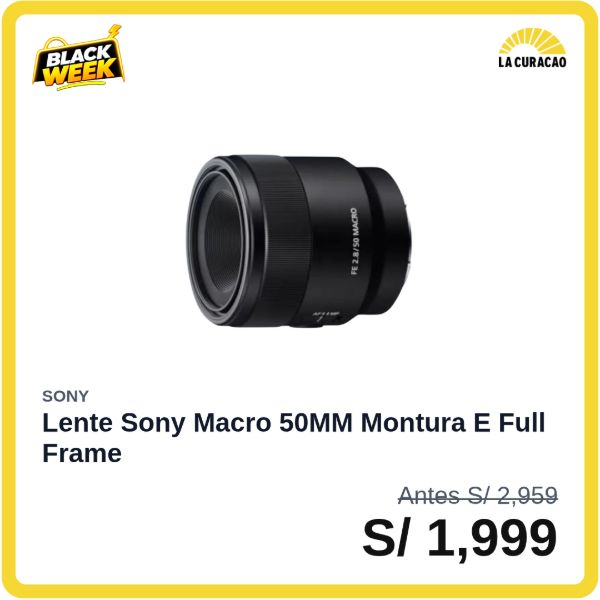 BLACK
WEEK
LA CURACAO
FE 2.8/50 MACRO
SONY
Lente Sony Macro 50MM Montura E Full
Frame
Antes S/ 2,959
S/ 1,999